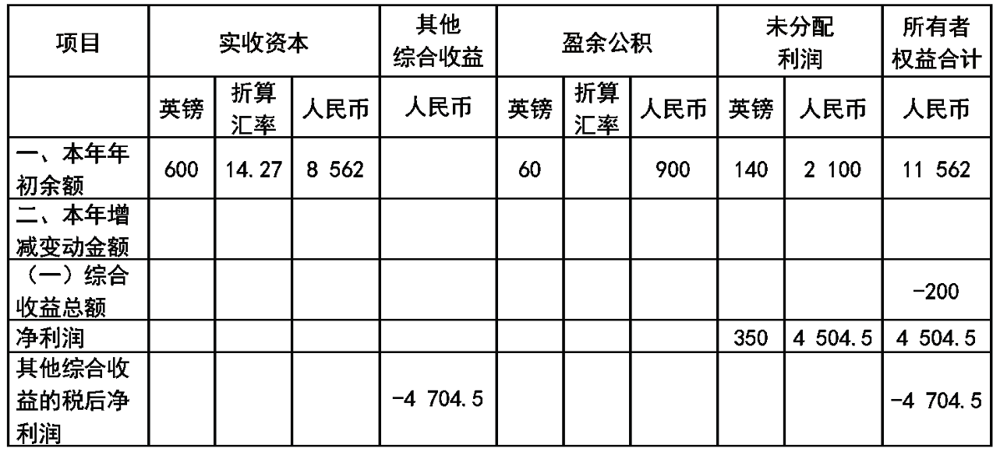 项目 实收资本 其他综合收益 盈余公积 未分配利润 所有者权益合计
英镑 折算汇率 人民币 人民币 英镑 折算汇率 人民币 英镑 人民币 人民币
一、本年年初余额 600 14.27 8 562 60 900 140 2 100 11 562
二、本年增减变动金额
（一）综合收益总额 -200
净利润 350 4 504.5 4 504.5
其他综合收益的税后净利润 -4 704.5 -4 704.5